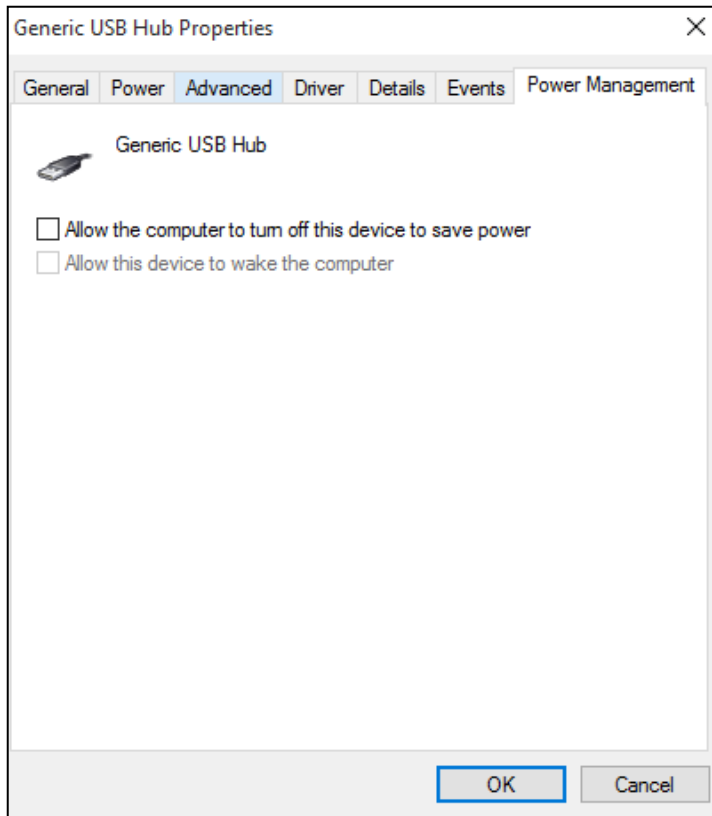 Generic USB Hub Properties
General Power Advanced Driver Details Events Power Management
Generic USB Hub
Allow the computer to turn off this device to save power
Allow this device to wake the computer
OK Cancel